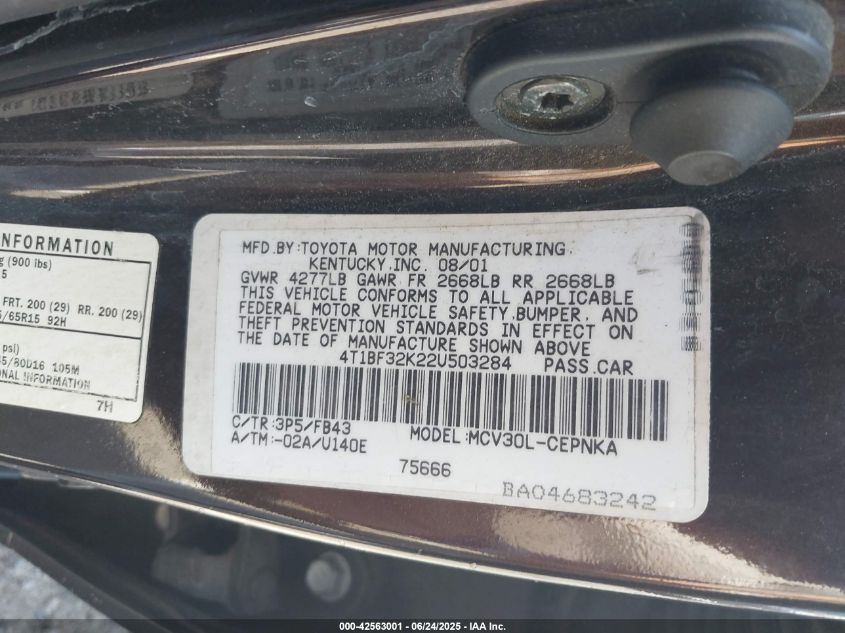 INFORMATION
(900 lbs)
5
FRT. 200 (29) RR. 200 (29)
/65R15 92H
psi)
5/80D16 105M
ONAL INFORMATION
7H
MFD.BY:TOYOTA MOTOR MANUFACTURING,
KENTUCKY,INC. 08/01
GVWR 4277LB GAWR FR 2668LB RR 2668LB
THIS VEHICLE CONFORMS TO ALL APPLICABLE
FEDERAL MOTOR VEHICLE SAFETY,BUMPER, AND
THEFT PREVENTION STANDARDS IN EFFECT ON
THE DATE OF MANUFACTURE SHOWN ABOVE
4T1BF32K22U503284 PASS.CAR
C/TR:3P5/FB43
A/TM:-02A/U140E MODEL:MCV30L-CEPNKA
75666
BA04683242
000-42563001 - 06/24/2025 - IAA Inc.